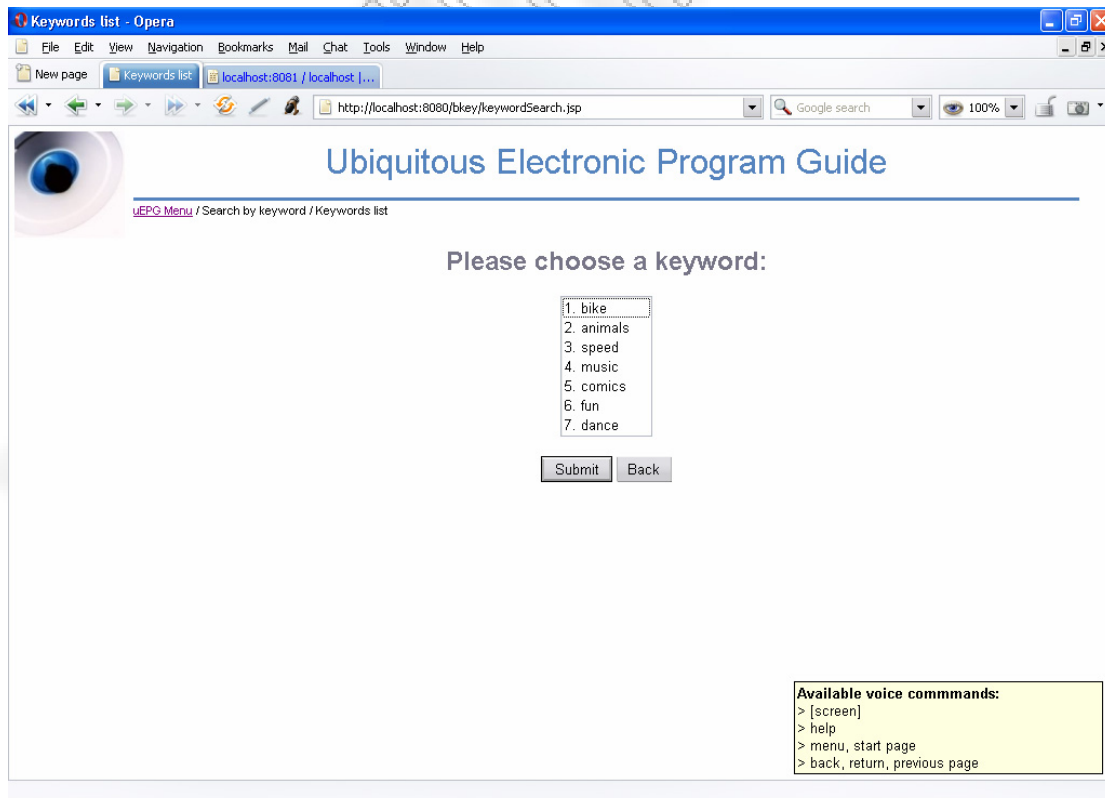 Keywords list - Opera
File Edit View Navigation Bookmarks Mail Chat Tools Window Help
New page Keywords list localhost:8081 / localhost |...
http://localhost:8080/bkey/keywordSearch.jsp Google search 100%
Ubiquitous Electronic Program Guide
uEPG Menu / Search by keyword / Keywords list
Please choose a keyword:
1. bike
2. animals
3. speed
4. music
5. comics
6. fun
7. dance
Submit Back
Available voice commmands:
> [screen]
> help
> menu, start page
> back, return, previous page